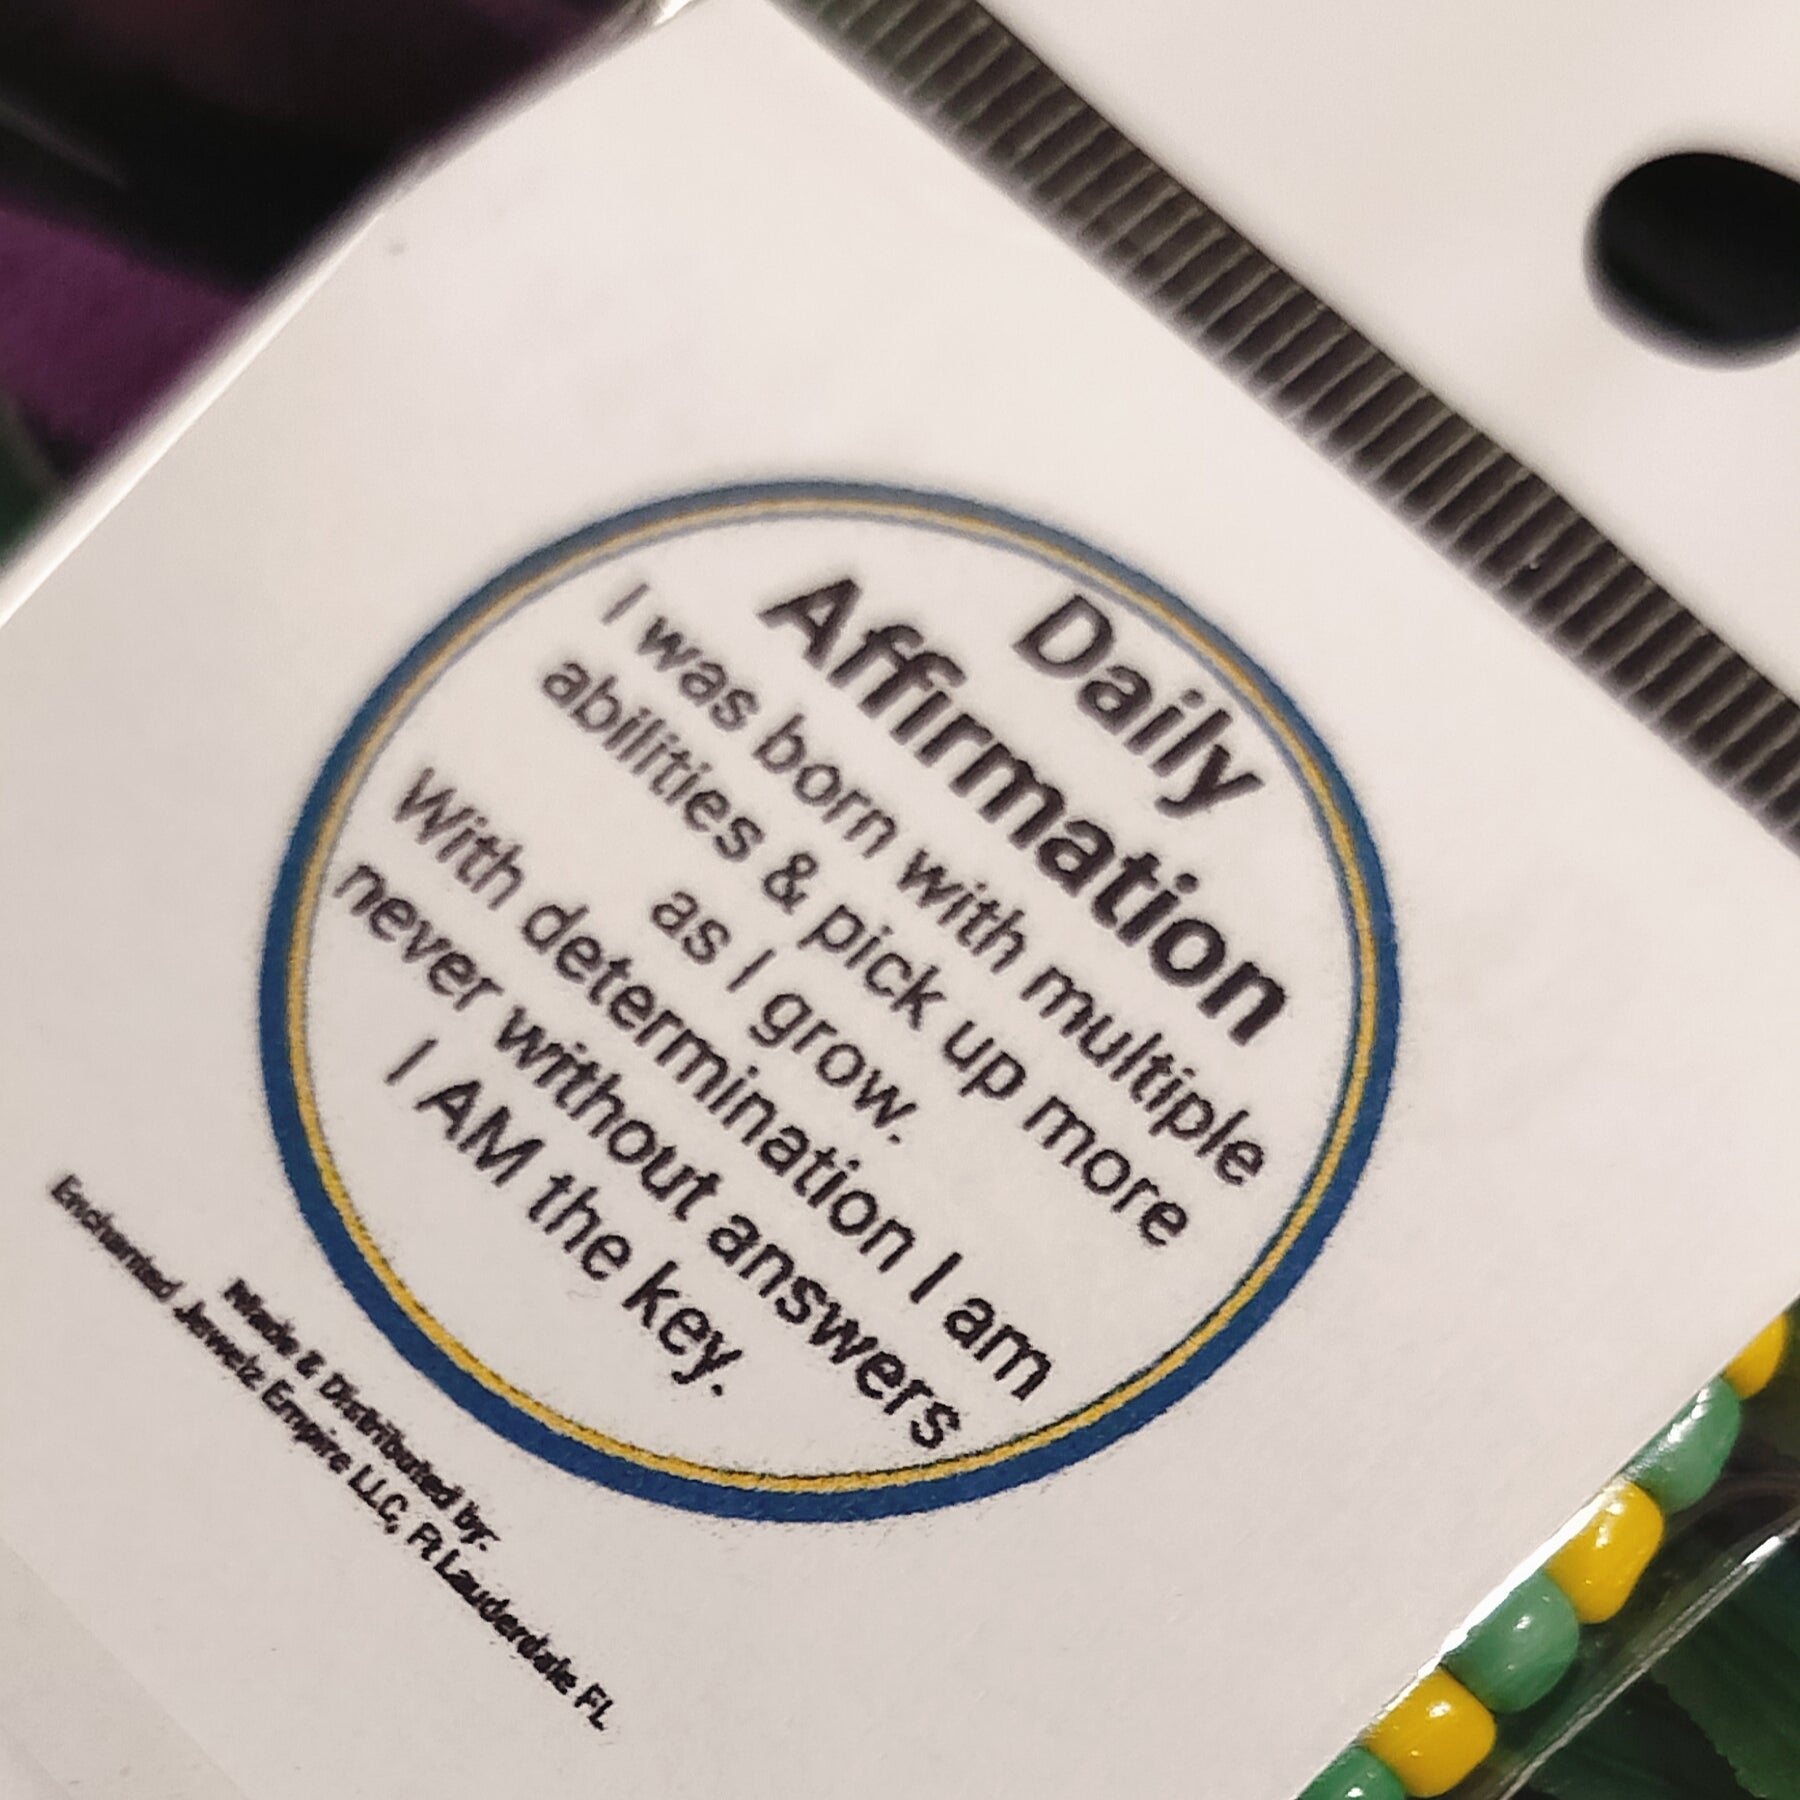 Daily
Affirmation
I was born with multiple
abilities & pick up more
as I grow.
With determination I am
never without answers
I AM the key.
Made & Distributed by:
Enchanted Jewelz Empire LLC, Ft Lauderdale FL